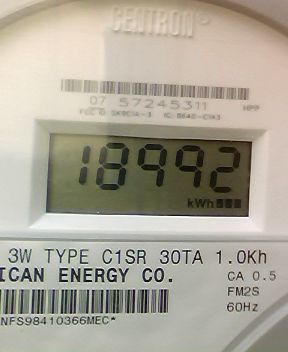 CENTRON
07 57245311 MPP
18992
kWh
3W TYPE C1SR 30TA 1.0Kh
ICAN ENERGY CO. CA 0.5
FM2S
NFS98410366MEC* 60Hz